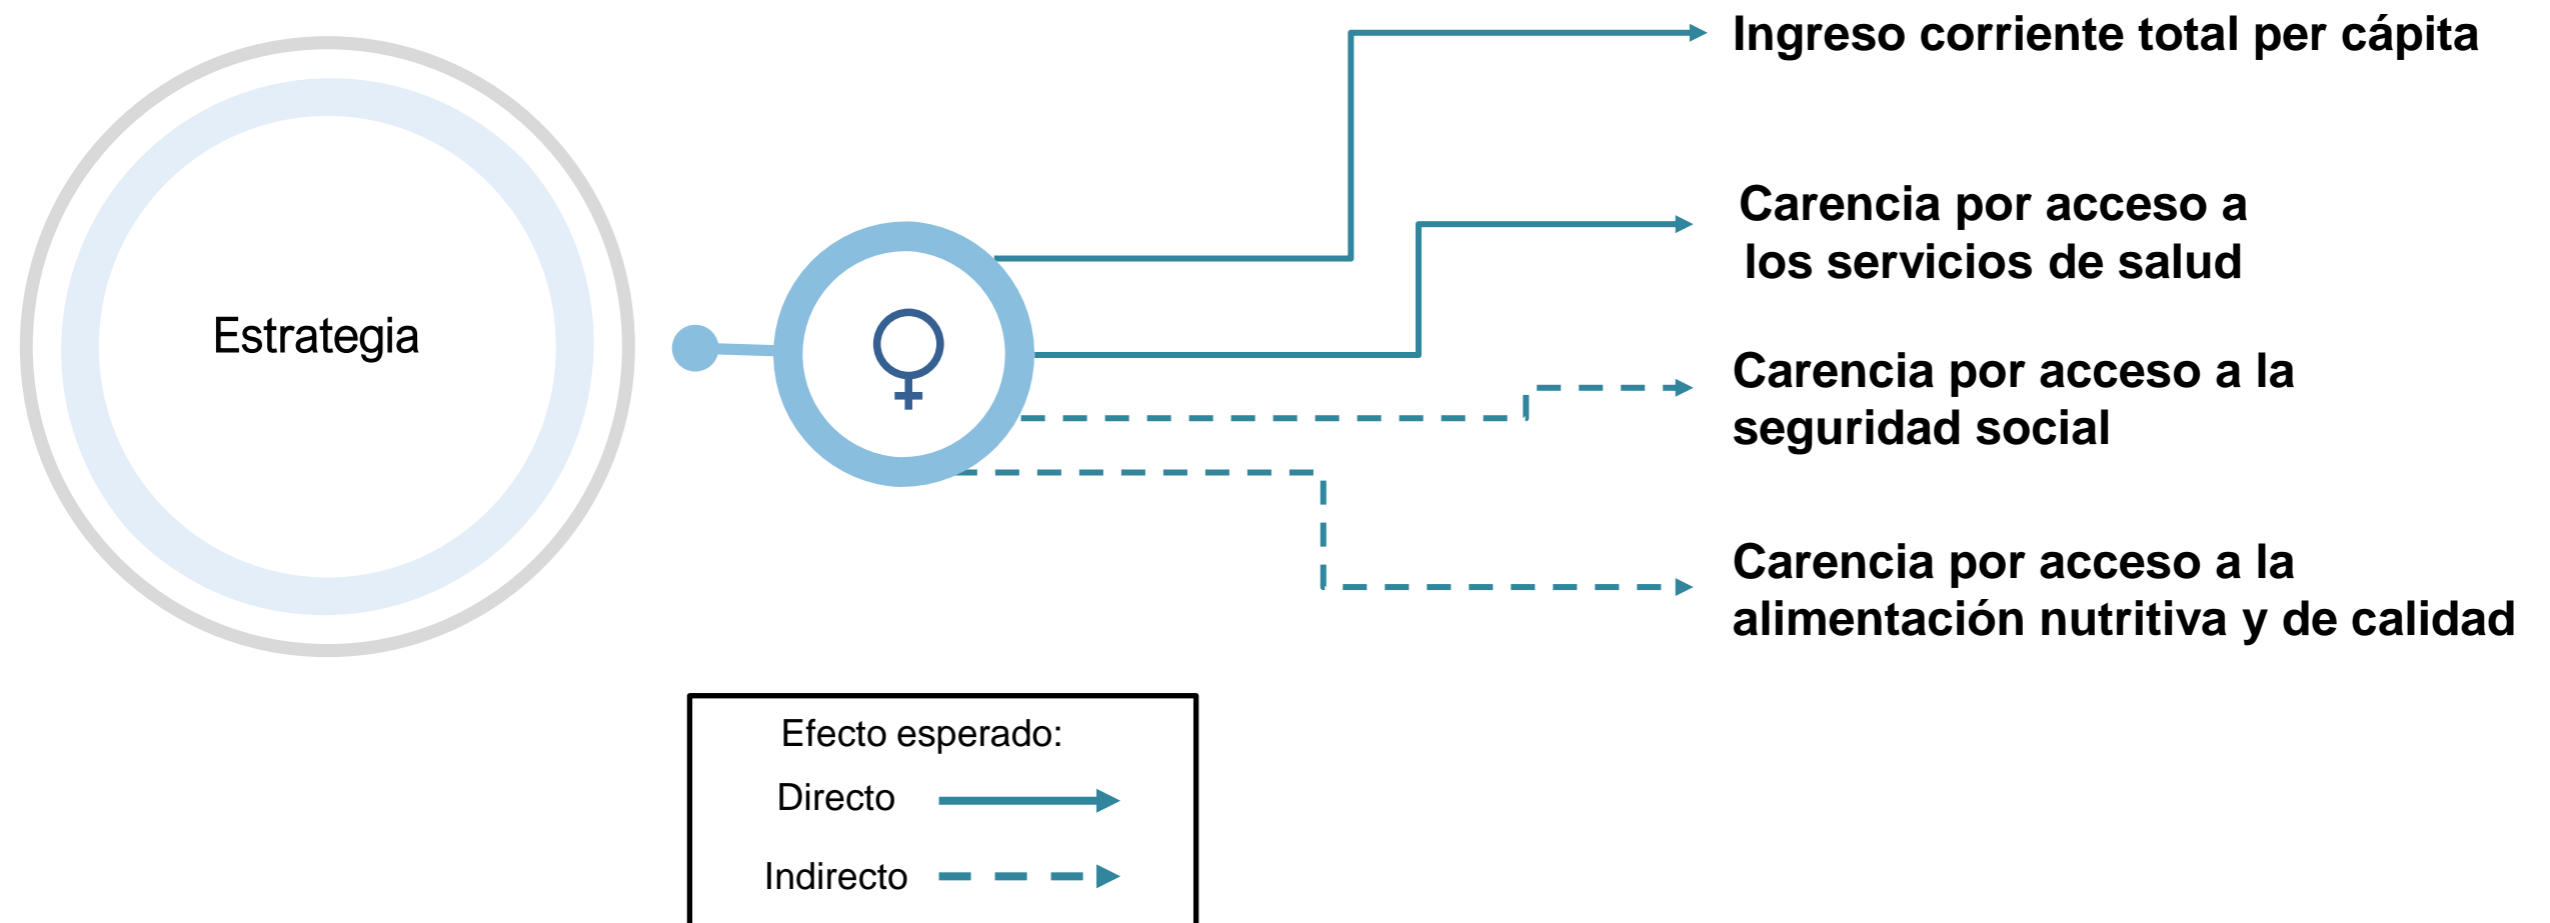 Estrategia
Ingreso corriente total per cápita
Carencia por acceso a
los servicios de salud
Carencia por acceso a la
seguridad social
Carencia por acceso a la
alimentación nutritiva y de calidad
Efecto esperado:
Directo
Indirecto